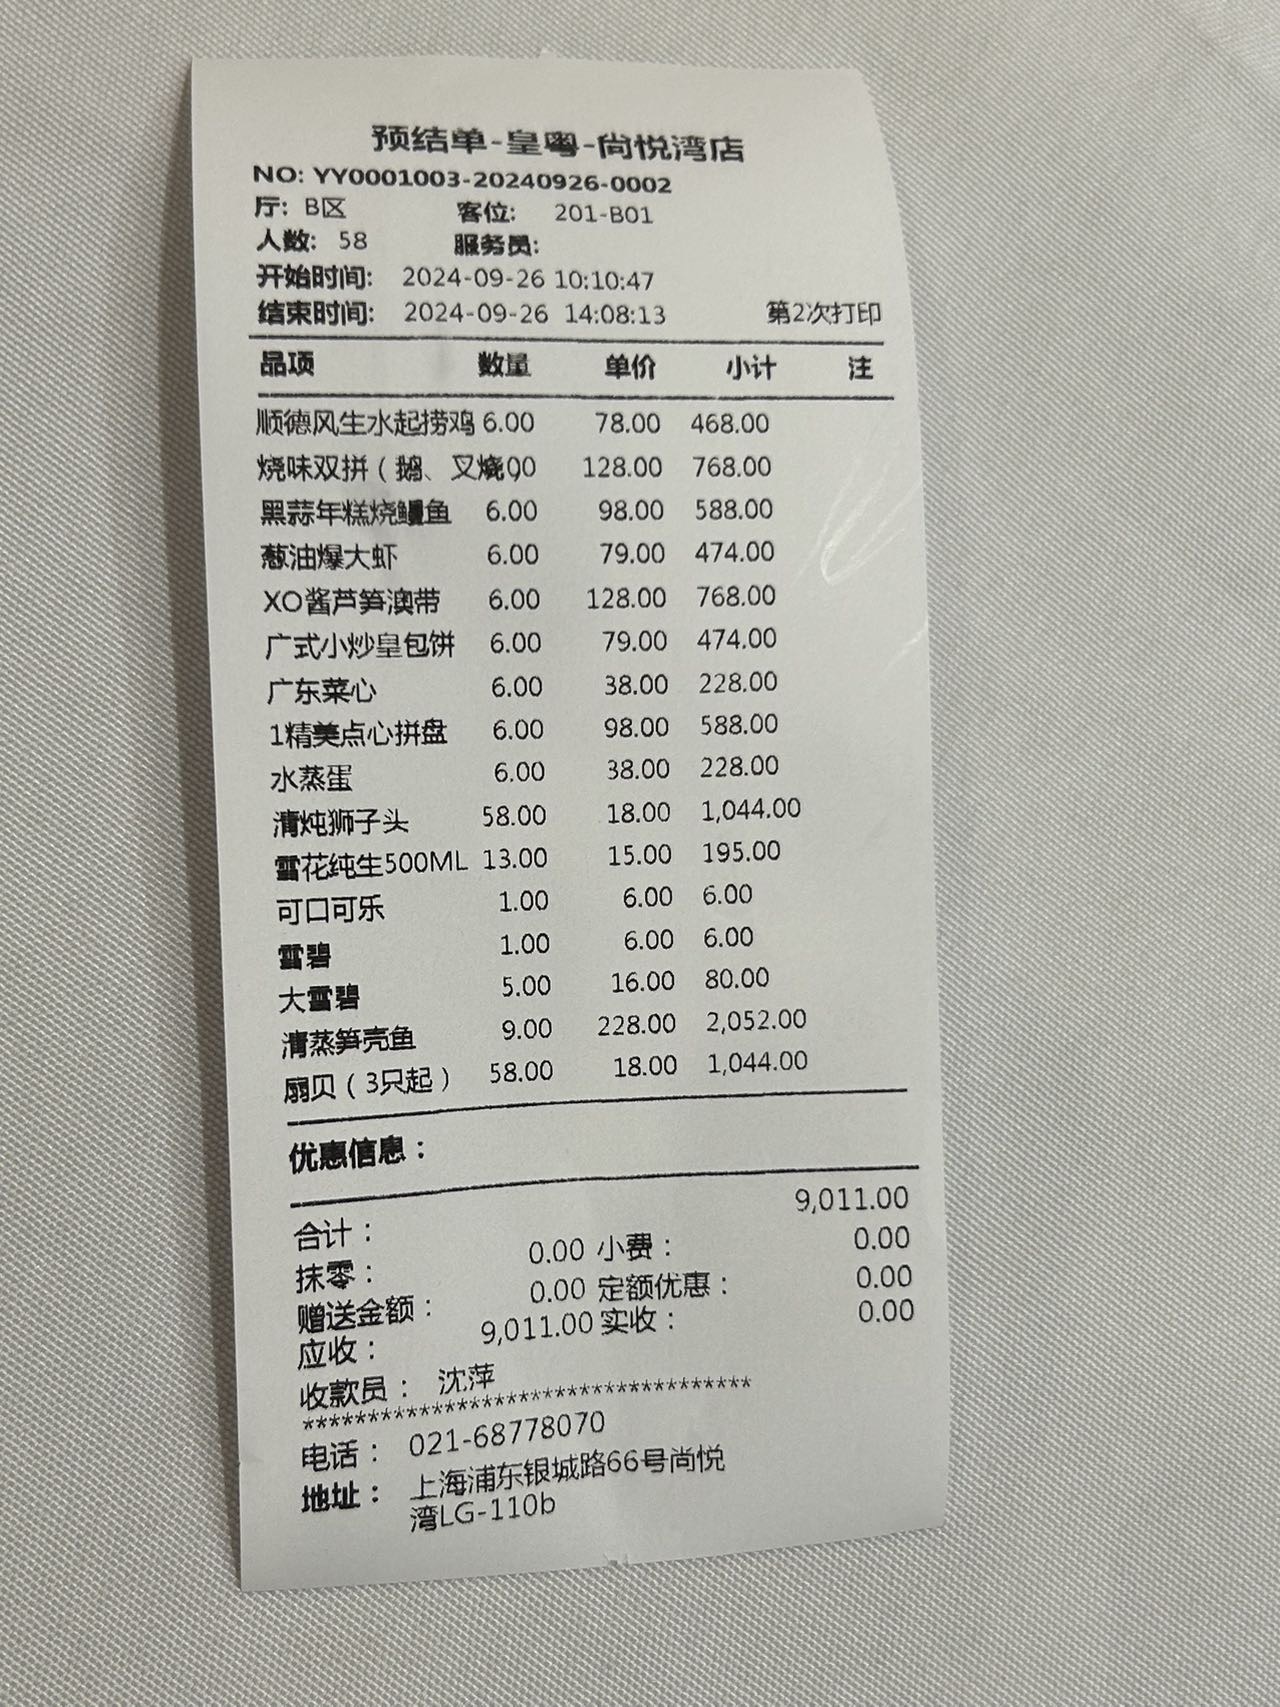 预结单-皇粤-尚悦湾店
NO: YY0001003-20240926-0002
厅: B区 客位: 201-B01
人数: 58 服务员:
开始时间: 2024-09-26 10:10:47
结束时间: 2024-09-26 14:08:13 第2次打印
品项 数量 单价 小计 注
顺德风生水起捞鸡 6.00 78.00 468.00
烧味双拼（鹅、叉烧 00 128.00 768.00
黑蒜年糕烧鳗鱼 6.00 98.00 588.00
葱油爆大虾 6.00 79.00 474.00
XO酱芦笋澳带 6.00 128.00 768.00
广式小炒皇包饼 6.00 79.00 474.00
广东菜心 6.00 38.00 228.00
1精美点心拼盘 6.00 98.00 588.00
水蒸蛋 6.00 38.00 228.00
清炖狮子头 58.00 18.00 1,044.00
雪花纯生500ML 13.00 15.00 195.00
可口可乐 1.00 6.00 6.00
雪碧 1.00 6.00 6.00
大雪碧 5.00 16.00 80.00
清蒸笋壳鱼 9.00 228.00 2,052.00
扇贝（3只起） 58.00 18.00 1,044.00
优惠信息：
合计： 9,011.00
抹零： 0.00 小费： 0.00
赠送金额： 0.00 定额优惠： 0.00
应收： 9,011.00 实收： 0.00
收款员： 沈萍
***********************************
电话： 021-68778070
地址： 上海浦东银城路66号尚悦
湾LG-110b